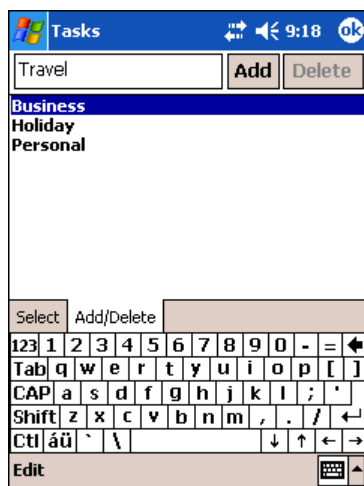 Tasks 9:18 ok
Travel Add Delete
Business
Holiday
Personal
Select Add/Delete
123 1 2 3 4 5 6 7 8 9 0 - = ←
Tab q w e r t y u i o p [ ]
CAP a s d f g h j k l ; '
Shift z x c v b n m , . / ↵
Ctl áü ` \ ↓ ↑ ← →
Edit